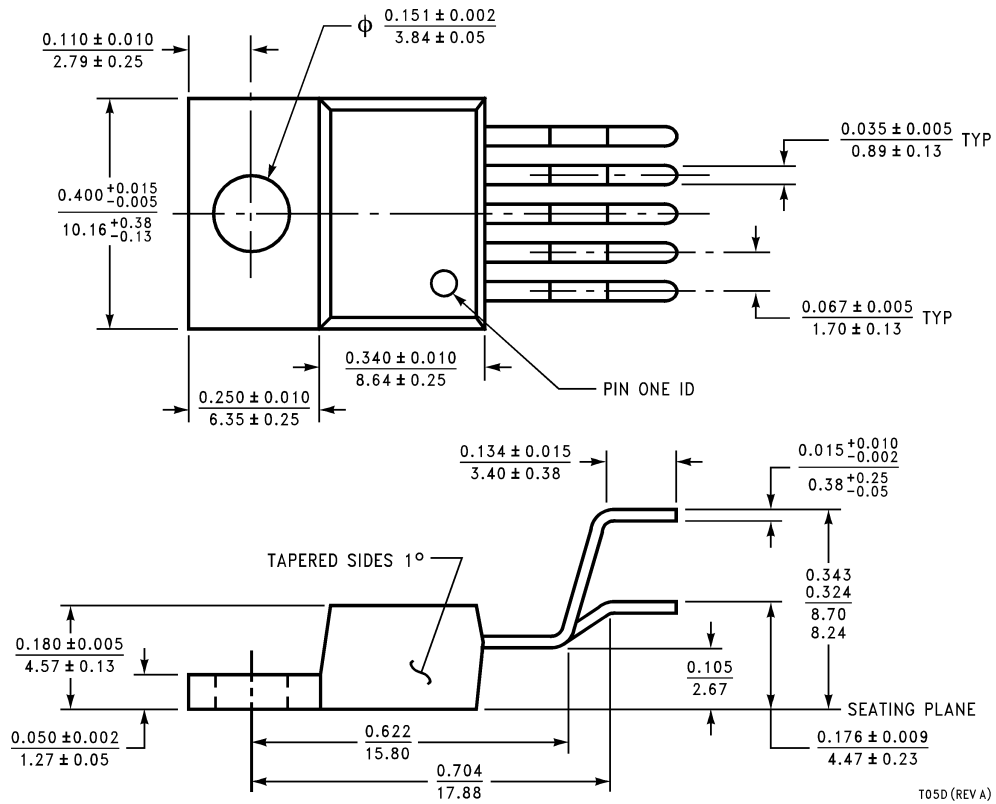 ϕ 0.151 ± 0.002
3.84 ± 0.05
0.110 ± 0.010
2.79 ± 0.25
0.035 ± 0.005 TYP
0.89 ± 0.13
0.400 +0.015 -0.005
10.16 +0.38 -0.13
0.067 ± 0.005 TYP
1.70 ± 0.13
0.340 ± 0.010
8.64 ± 0.25
PIN ONE ID
0.250 ± 0.010
6.35 ± 0.25
0.134 ± 0.015
3.40 ± 0.38
0.015 +0.010 -0.002
0.38 +0.25 -0.05
TAPERED SIDES 1°
0.343
0.324
8.70
8.24
0.180 ±0.005
4.57 ± 0.13
0.105
2.67
SEATING PLANE
0.050 ±0.002
1.27 ± 0.05
0.622
15.80
0.176 ±0.009
4.47 ± 0.23
0.704
17.88
T05D (REV A)